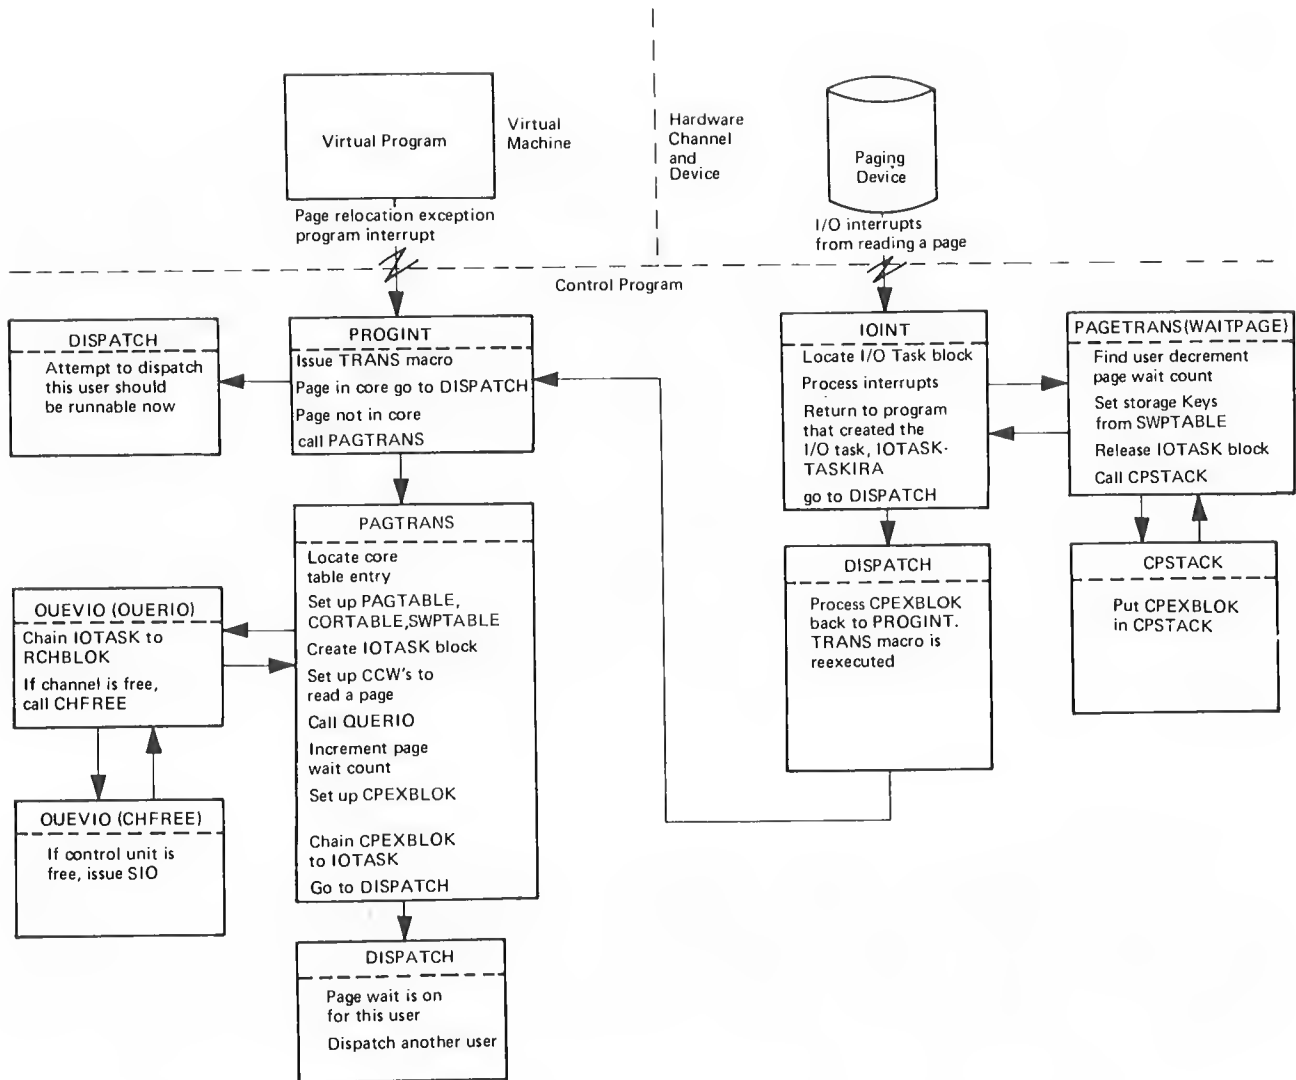 Virtual Program
Virtual
Machine
Hardware
Channel
and
Device
Paging
Device
Page relocation exception
program interrupt
I/O interrupts
from reading a page
Control Program
DISPATCH
Attempt to dispatch
this user should
be runnable now
PROGINT
Issue TRANS macro
Page in core go to DISPATCH
Page not in core
call PAGTRANS
IOINT
Locate I/O Task block
Process interrupts
Return to program
that created the
I/O task, IOTASK-
TASKIRA
go to DISPATCH
PAGETRANS(WAITPAGE)
Find user decrement
page wait count
Set storage Keys
from SWPTABLE
Release IOTASK block
Call CPSTACK
PAGTRANS
Locate core
table entry
Set up PAGTABLE,
CORTABLE,SWPTABLE
Create IOTASK block
Set up CCW's to
read a page
Call QUERIO
Increment page
wait count
Set up CPEXBLOK
Chain CPEXBLOK
to IOTASK
Go to DISPATCH
OUEVIO (OUERIO)
Chain IOTASK to
RCHBLOK
If channel is free,
call CHFREE
OUEVIO (CHFREE)
If control unit is
free, issue SIO
DISPATCH
Process CPEXBLOK
back to PROGINT.
TRANS macro is
reexecuted
CPSTACK
Put CPEXBLOK
in CPSTACK
DISPATCH
Page wait is on
for this user
Dispatch another user